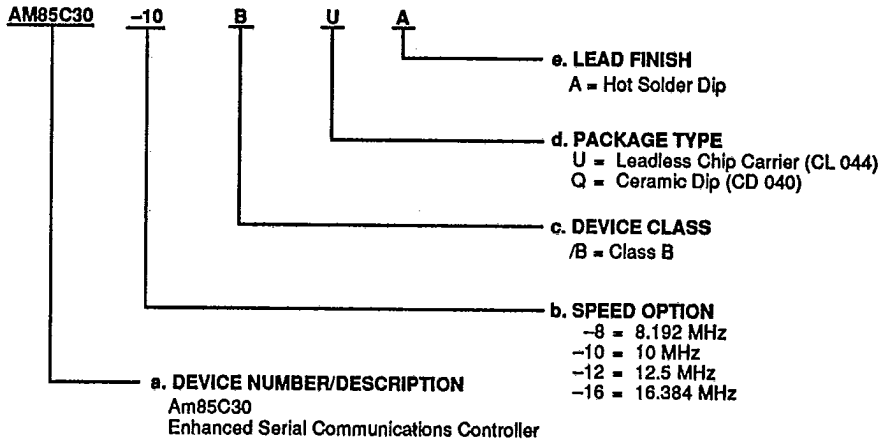 AM85C30 –10 B U A
e. LEAD FINISH
A = Hot Solder Dip
d. PACKAGE TYPE
U = Leadless Chip Carrier (CL 044)
Q = Ceramic Dip (CD 040)
c. DEVICE CLASS
/B = Class B
b. SPEED OPTION
–8 = 8.192 MHz
–10 = 10 MHz
–12 = 12.5 MHz
–16 = 16.384 MHz
a. DEVICE NUMBER/DESCRIPTION
Am85C30
Enhanced Serial Communications Controller